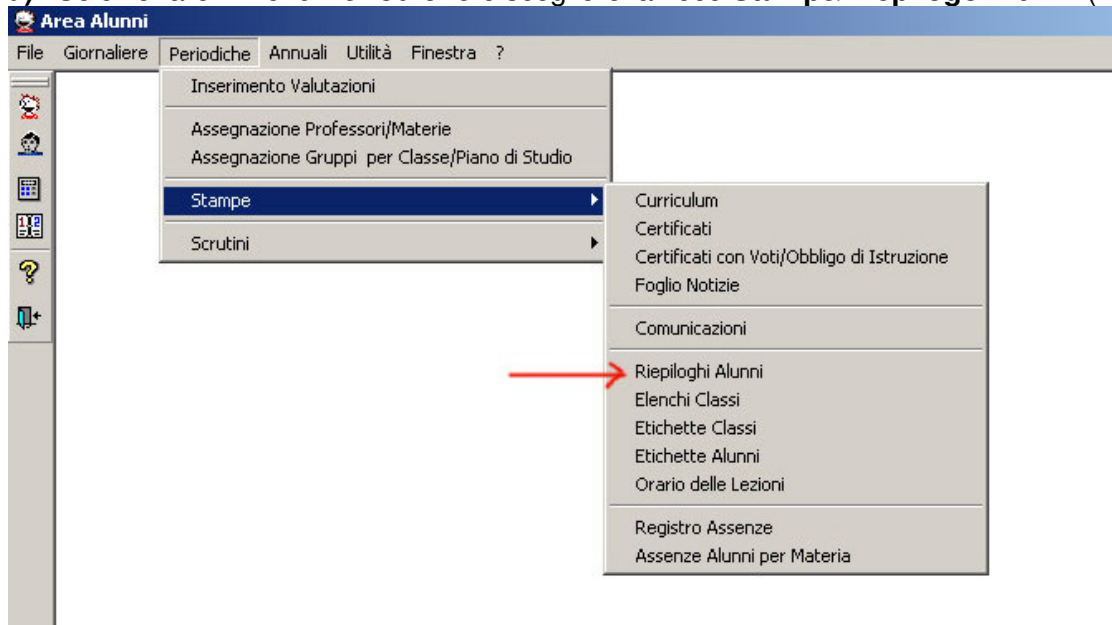 Area Alunni
File Giornaliere Periodiche Annuali Utilità Finestra ?
Inserimento Valutazioni
Assegnazione Professori/Materie
Assegnazione Gruppi per Classe/Piano di Studio
Stampe
Scrutini
Curriculum
Certificati
Certificati con Voti/Obbligo di Istruzione
Foglio Notizie
Comunicazioni
Riepiloghi Alunni
Elenchi Classi
Etichette Classi
Etichette Alunni
Orario delle Lezioni
Registro Assenze
Assenze Alunni per Materia